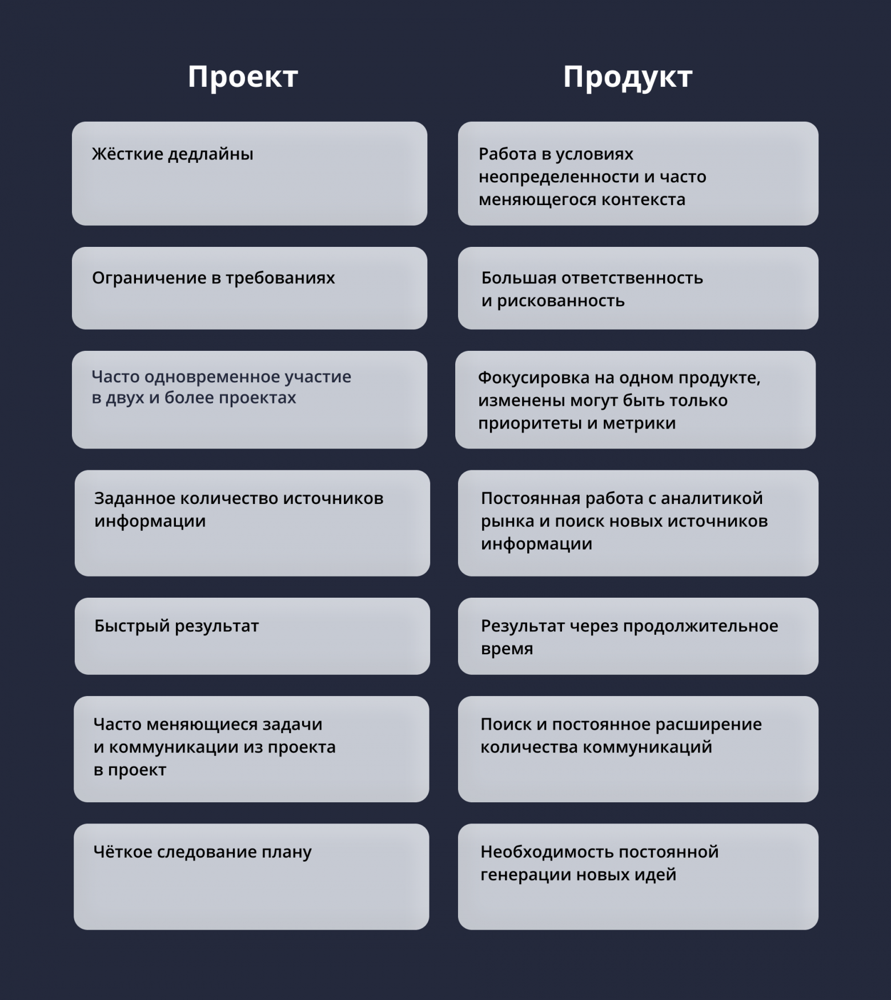 Проект
Продукт
Жёсткие дедлайны
Работа в условиях
неопределенности и часто
меняющегося контекста
Ограничение в требованиях
Большая ответственность
и рискованность
Часто одновременное участие
в двух и более проектах
Фокусировка на одном продукте,
изменены могут быть только
приоритеты и метрики
Заданное количество источников
информации
Постоянная работа с аналитикой
рынка и поиск новых источников
информации
Быстрый результат
Результат через продолжительное
время
Часто меняющиеся задачи
и коммуникации из проекта
в проект
Поиск и постоянное расширение
количества коммуникаций
Чёткое следование плану
Необходимость постоянной
генерации новых идей